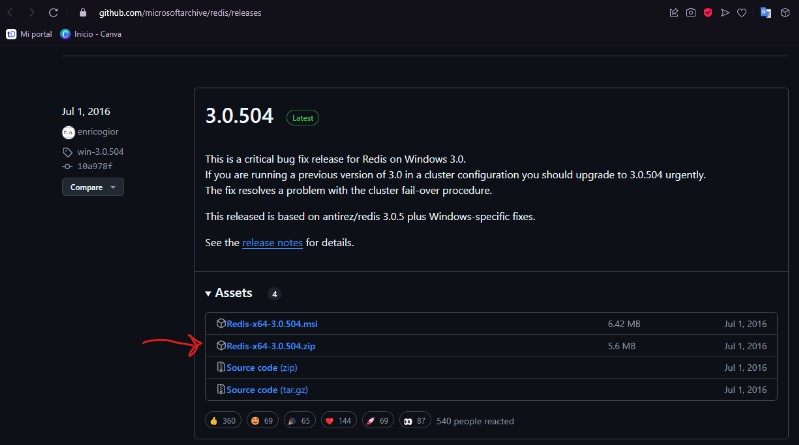 github.com/microsoftarchive/redis/releases
Mi portal
Inicio - Canva
Jul 1, 2016
enricogior
win-3.0.504
10a978f
Compare
3.0.504 Latest
This is a critical bug fix release for Redis on Windows 3.0.
If you are running a previous version of 3.0 in a cluster configuration you should upgrade to 3.0.504 urgently.
The fix resolves a problem with the cluster fail-over procedure.
This released is based on antirez/redis 3.0.5 plus Windows-specific fixes.
See the release notes for details.
Assets 4
Redis-x64-3.0.504.msi 6.42 MB Jul 1, 2016
Redis-x64-3.0.504.zip 5.6 MB Jul 1, 2016
Source code (zip) Jul 1, 2016
Source code (tar.gz) Jul 1, 2016
360 69 65 144 69 87 540 people reacted